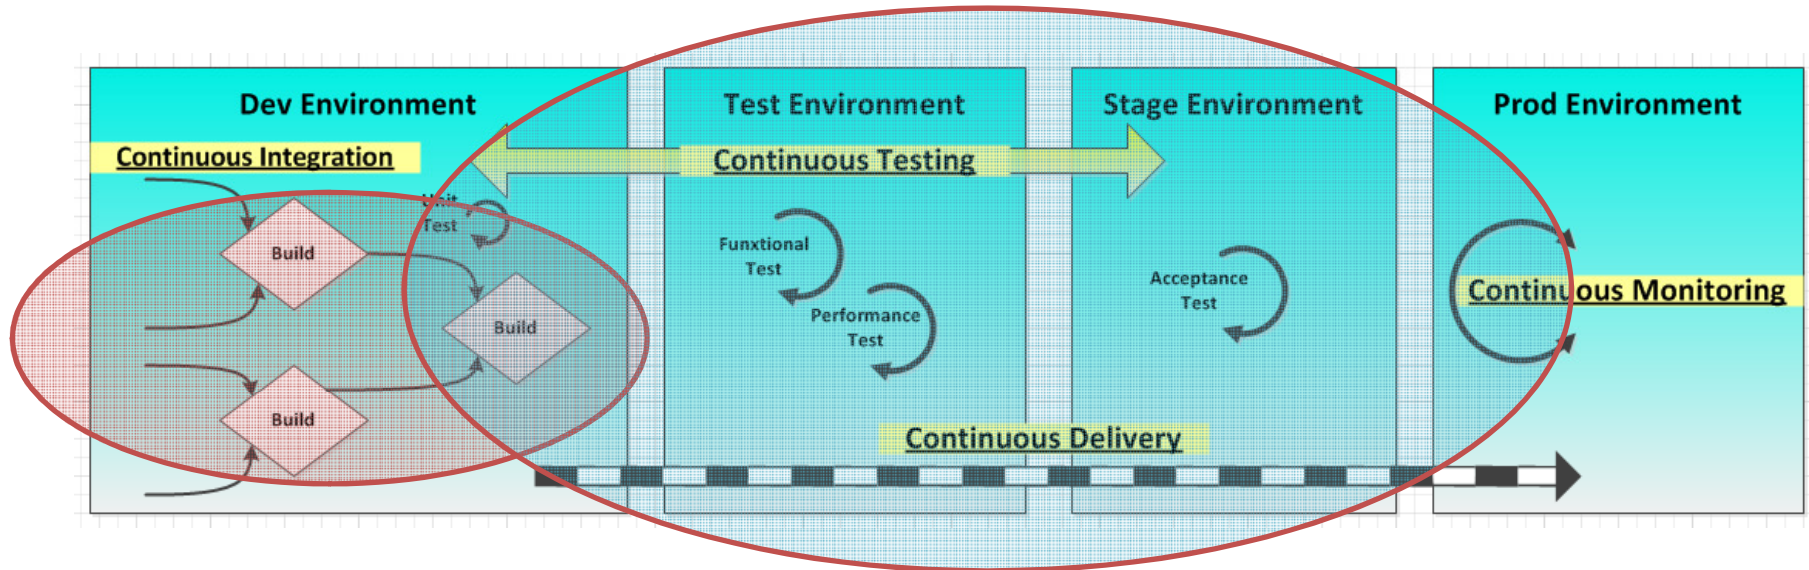 Dev Environment
Continuous Integration
Unit
Test
Build
Build
Build
Test Environment
Continuous Testing
Funxtional
Test
Performance
Test
Stage Environment
Acceptance
Test
Continuous Delivery
Prod Environment
Continuous Monitoring